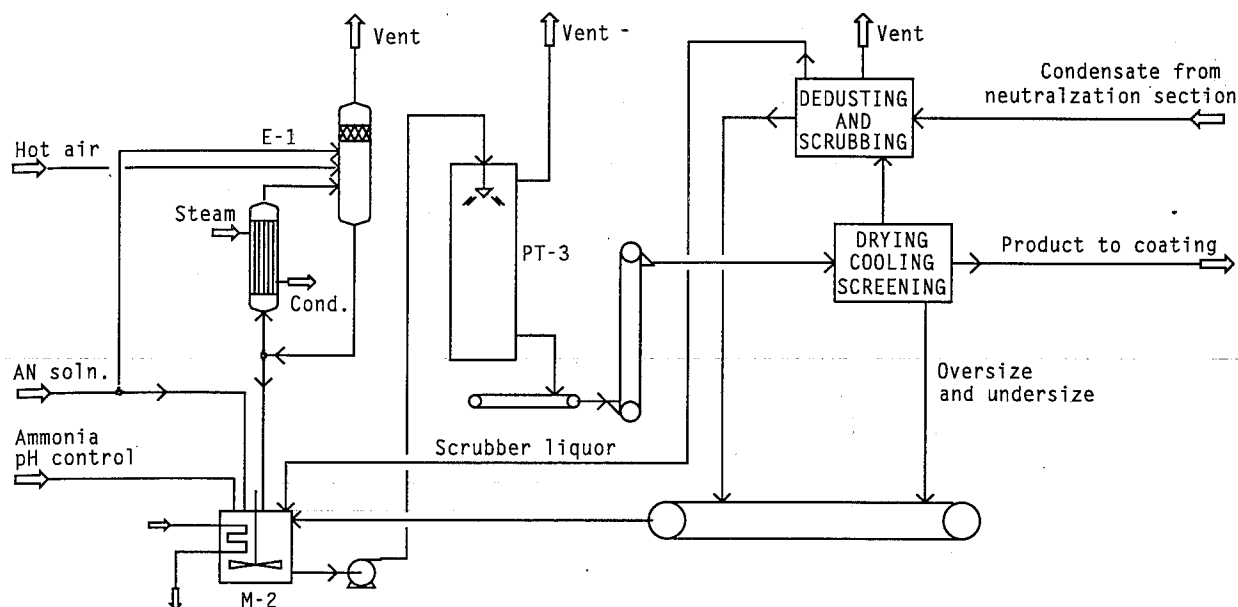 Vent
Vent
Vent
Condensate from
neutralzation section
DEDUSTING
AND
SCRUBBING
E-1
Hot air
Steam
Cond.
PT-3
DRYING
COOLING
SCREENING
Product to coating
AN soln.
Oversize
and undersize
Ammonia
pH control
Scrubber liquor
M-2